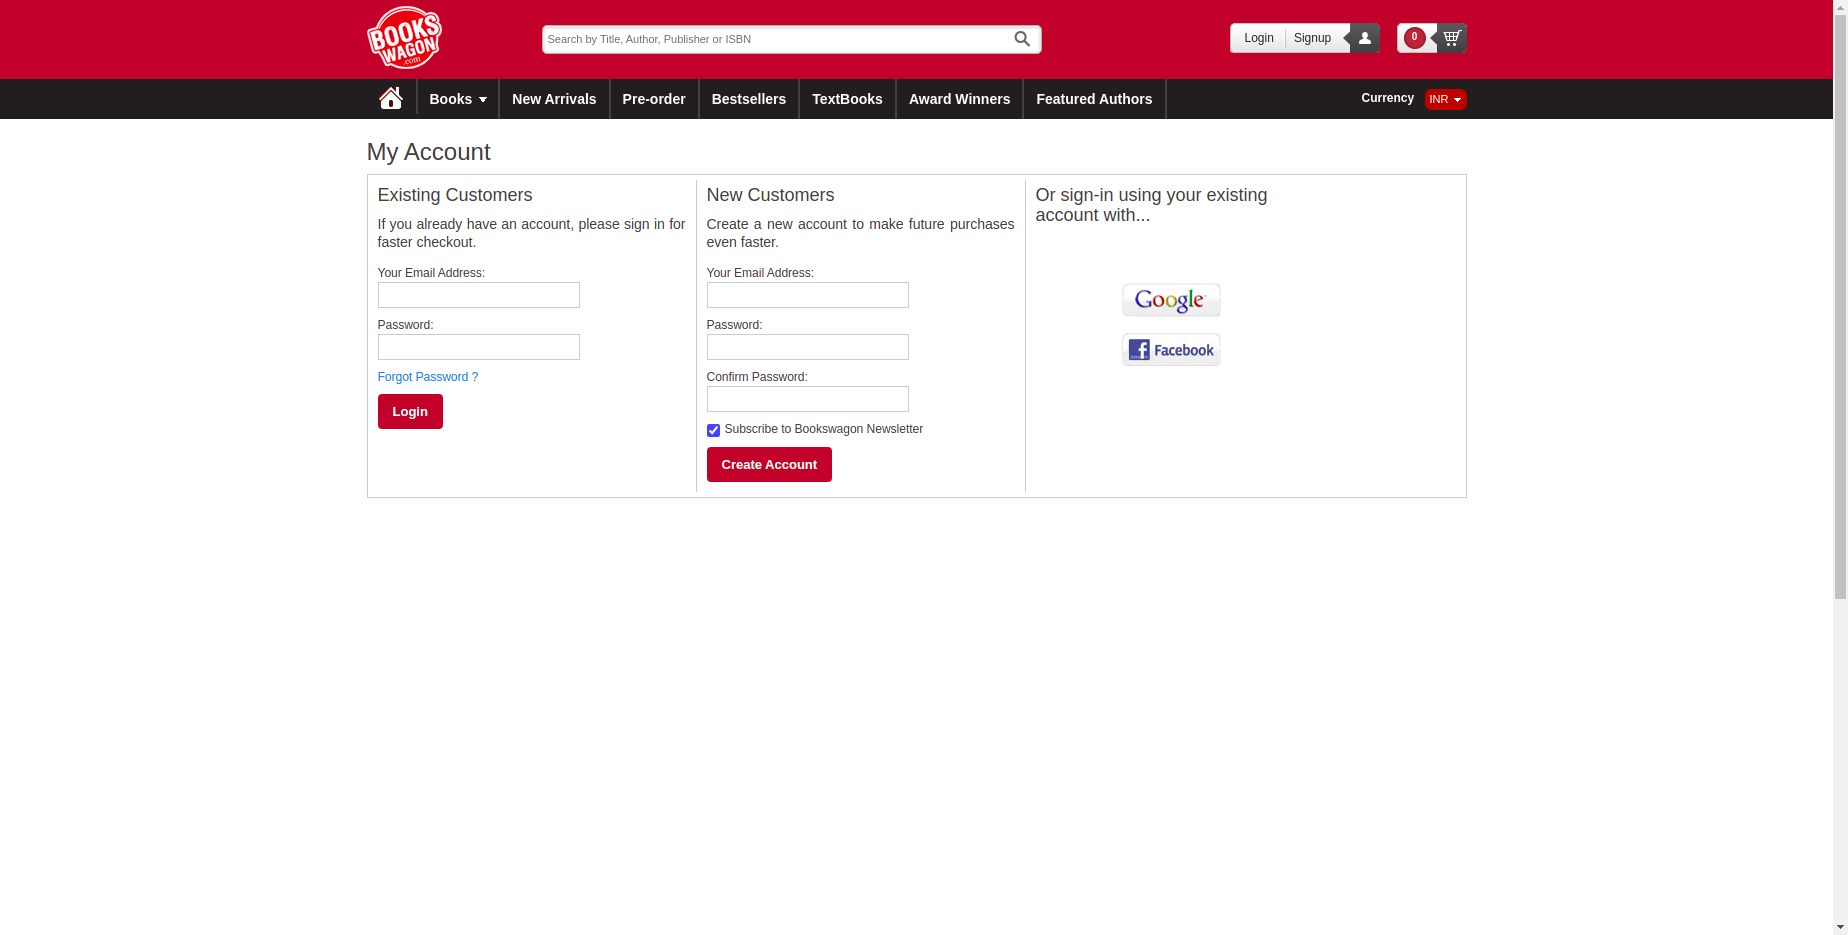 BOOKS
WAGON
.com
Search by Title, Author, Publisher or ISBN
Login
Signup
0
Books
New Arrivals
Pre-order
Bestsellers
TextBooks
Award Winners
Featured Authors
Currency
INR
My Account
Existing Customers
If you already have an account, please sign in for
faster checkout.
Your Email Address:
Password:
Forgot Password ?
Login
New Customers
Create a new account to make future purchases
even faster.
Your Email Address:
Password:
Confirm Password:
Subscribe to Bookswagon Newsletter
Create Account
Or sign-in using your existing
account with...
Google
Facebook